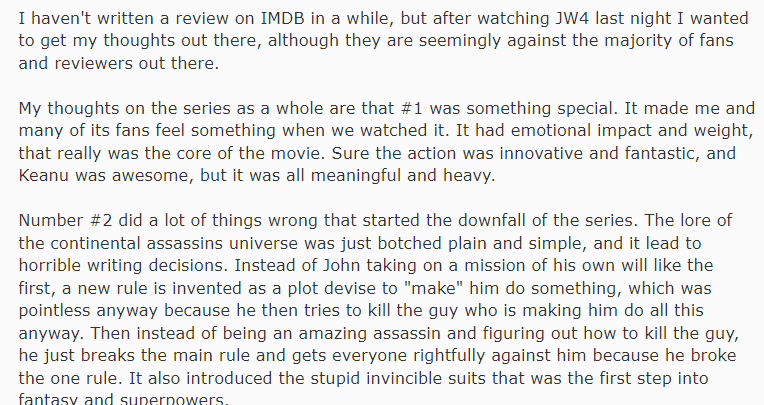 I haven't written a review on IMDB in a while, but after watching JW4 last night I wanted
to get my thoughts out there, although they are seemingly against the majority of fans
and reviewers out there.
My thoughts on the series as a whole are that #1 was something special. It made me and
many of its fans feel something when we watched it. It had emotional impact and weight,
that really was the core of the movie. Sure the action was innovative and fantastic, and
Keanu was awesome, but it was all meaningful and heavy.
Number #2 did a lot of things wrong that started the downfall of the series. The lore of
the continental assassins universe was just botched plain and simple, and it lead to
horrible writing decisions. Instead of John taking on a mission of his own will like the
first, a new rule is invented as a plot devise to "make" him do something, which was
pointless anyway because he then tries to kill the guy who is making him do all this
anyway. Then instead of being an amazing assassin and figuring out how to kill the guy,
he just breaks the main rule and gets everyone rightfully against him because he broke
the one rule. It also introduced the stupid invincible suits that was the first step into
fantasy and superpowers.